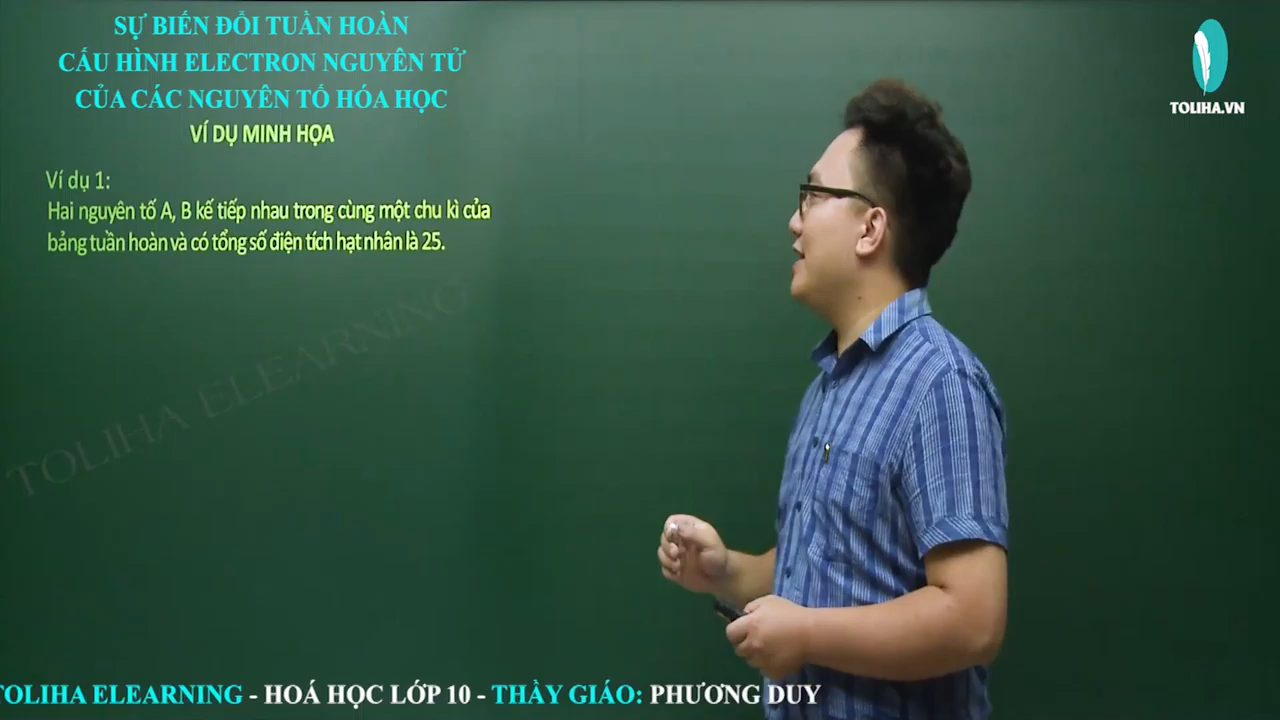 SỰ BIẾN ĐỔI TUẦN HOÀN
CẤU HÌNH ELECTRON NGUYÊN TỬ
CỦA CÁC NGUYÊN TỐ HÓA HỌC
VÍ DỤ MINH HỌA
TOLIHA.VN
Ví dụ 1:
Hai nguyên tố A, B kế tiếp nhau trong cùng một chu kì của
bảng tuần hoàn và có tổng số điện tích hạt nhân là 25.
TOLIHA ELEARNING
TOLIHA ELEARNING - HOÁ HỌC LỚP 10 - THẦY GIÁO: PHƯƠNG DUY